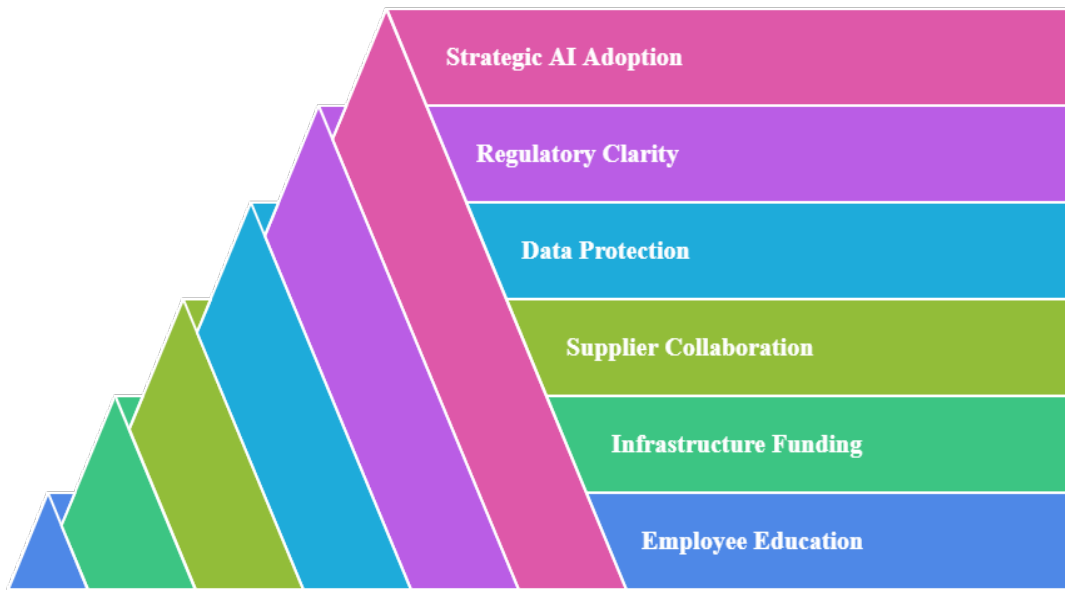 Strategic AI Adoption
Regulatory Clarity
Data Protection
Supplier Collaboration
Infrastructure Funding
Employee Education